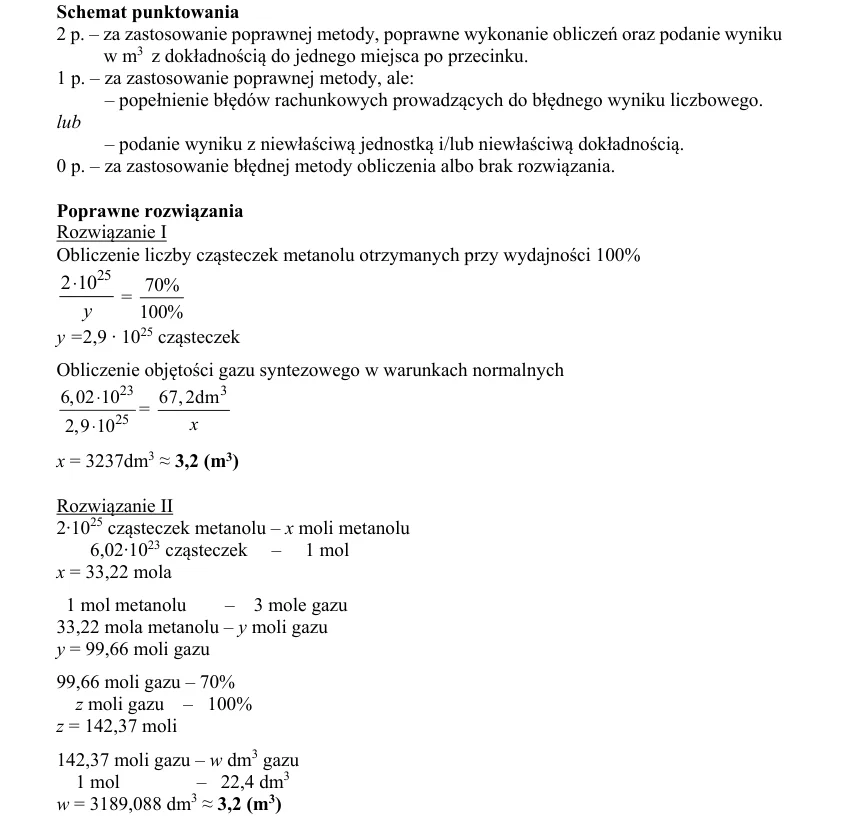 Schemat punktowania
2 p. – za zastosowanie poprawnej metody, poprawne wykonanie obliczeń oraz podanie wyniku
w m³ z dokładnością do jednego miejsca po przecinku.
1 p. – za zastosowanie poprawnej metody, ale:
– popełnienie błędów rachunkowych prowadzących do błędnego wyniku liczbowego.
lub
– podanie wyniku z niewłaściwą jednostką i/lub niewłaściwą dokładnością.
0 p. – za zastosowanie błędnej metody obliczenia albo brak rozwiązania.
Poprawne rozwiązania
Rozwiązanie I
Obliczenie liczby cząsteczek metanolu otrzymanych przy wydajności 100%
2·10²⁵ / y = 70% / 100%
y =2,9 · 10²⁵ cząsteczek
Obliczenie objętości gazu syntezowego w warunkach normalnych
6,02·10²³ / 2,9·10²⁵ = 67,2dm³ / x
x = 3237dm³ ≈ 3,2 (m³)
Rozwiązanie II
2·10²⁵ cząsteczek metanolu – x moli metanolu
6,02·10²³ cząsteczek – 1 mol
x = 33,22 mola
1 mol metanolu – 3 mole gazu
33,22 mola metanolu – y moli gazu
y = 99,66 moli gazu
99,66 moli gazu – 70%
z moli gazu – 100%
z = 142,37 moli
142,37 moli gazu – w dm³ gazu
1 mol – 22,4 dm³
w = 3189,088 dm³ ≈ 3,2 (m³)